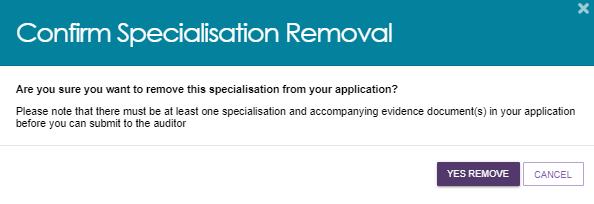 Confirm Specialisation Removal
Are you sure you want to remove this specialisation from your application?
Please note that there must be at least one specialisation and accompanying evidence document(s) in your application
before you can submit to the auditor
YES REMOVE
CANCEL